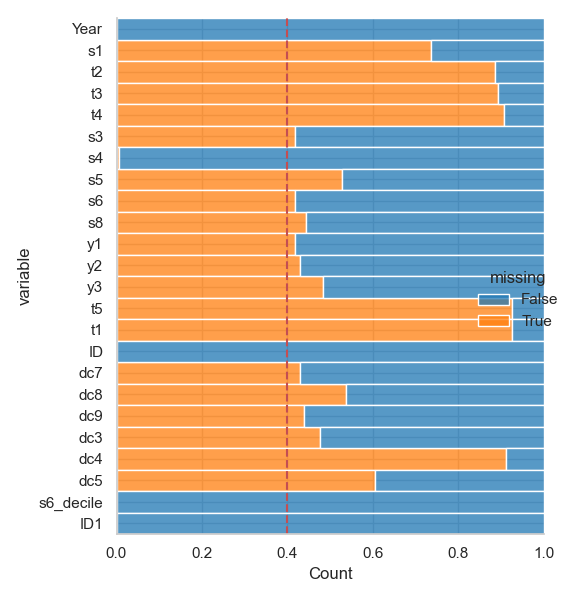 Year
s1
t2
t3
t4
s3
s4
s5
s6
s8
y1
y2
y3
t5
t1
ID
dc7
dc8
dc9
dc3
dc4
dc5
s6_decile
ID1
variable
missing
False
True
0.0 0.2 0.4 0.6 0.8 1.0
Count